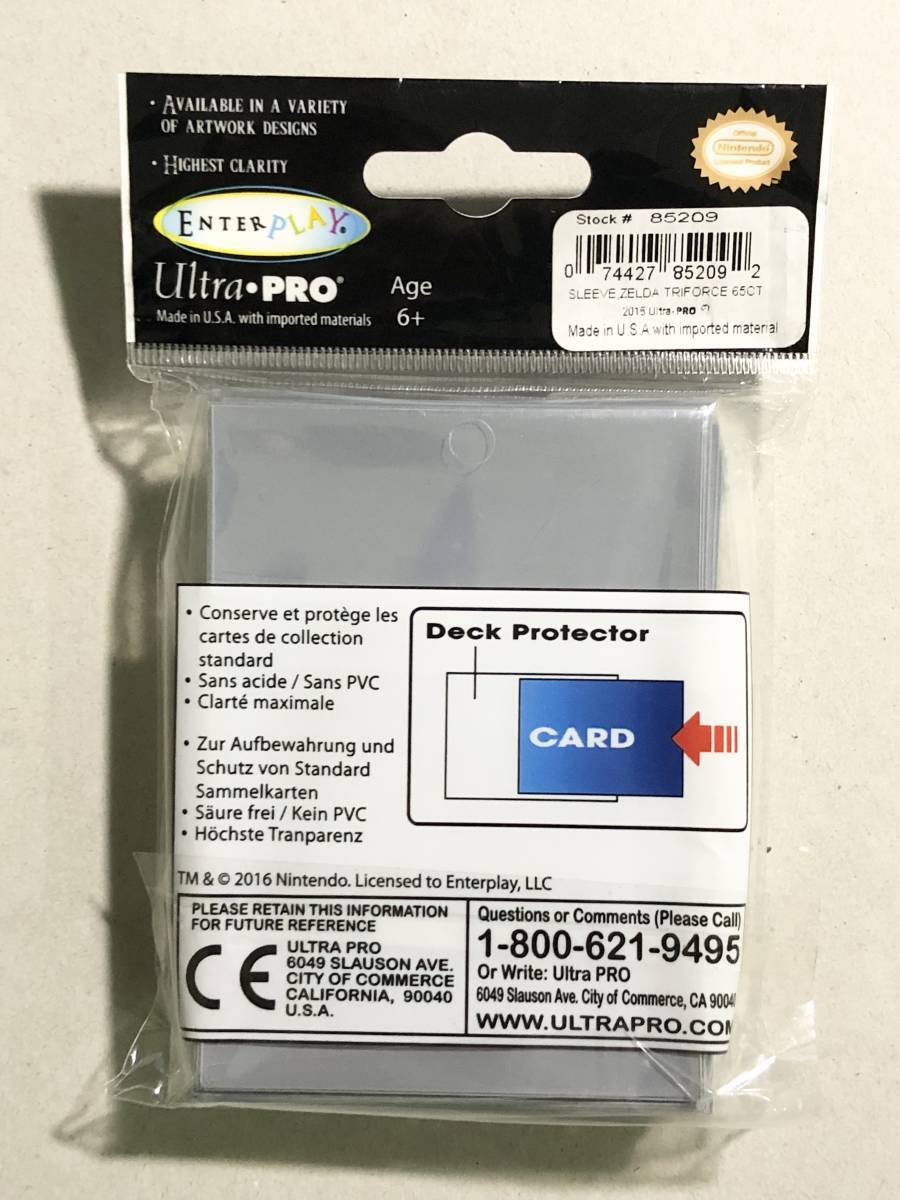 • AVAILABLE IN A VARIETY
OF ARTWORK DESIGNS
• HIGHEST CLARITY
ENTERPLAY®
Ultra•PRO®
Made in U.S.A. with imported materials
Age
6+
Official
Nintendo
Licensed Product
Stock # 85209
0 74427 85209 2
SLEEVE,ZELDA TRIFORCE 65CT
2015 Ultra•PRO
Made in U S A with imported material
• Conserve et protège les
cartes de collection
standard
• Sans acide / Sans PVC
• Clarté maximale
• Zur Aufbewahrung und
Schutz von Standard
Sammelkarten
• Säure frei / Kein PVC
• Höchste Tranparenz
Deck Protector
CARD
TM & © 2016 Nintendo. Licensed to Enterplay, LLC
PLEASE RETAIN THIS INFORMATION
FOR FUTURE REFERENCE
CE
ULTRA PRO
6049 SLAUSON AVE.
CITY OF COMMERCE
CALIFORNIA, 90040
U.S.A.
Questions or Comments (Please Call)
1-800-621-9495
Or Write: Ultra PRO
6049 Slauson Ave. City of Commerce, CA 90040
WWW.ULTRAPRO.COM